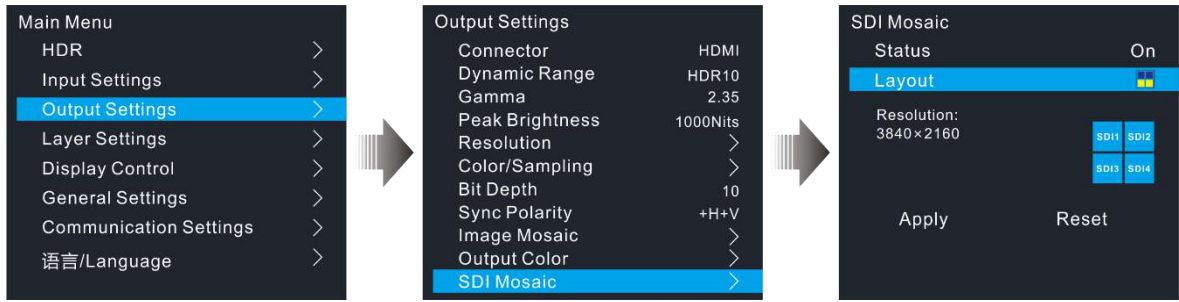 Main Menu
HDR
Input Settings
Output Settings
Layer Settings
Display Control
General Settings
Communication Settings
语言/Language
Output Settings
Connector HDMI
Dynamic Range HDR10
Gamma 2.35
Peak Brightness 1000Nits
Resolution
Color/Sampling
Bit Depth 10
Sync Polarity +H+V
Image Mosaic
Output Color
SDI Mosaic
SDI Mosaic
Status On
Layout
Resolution:
3840×2160
SDI1 SDI2
SDI3 SDI4
Apply Reset